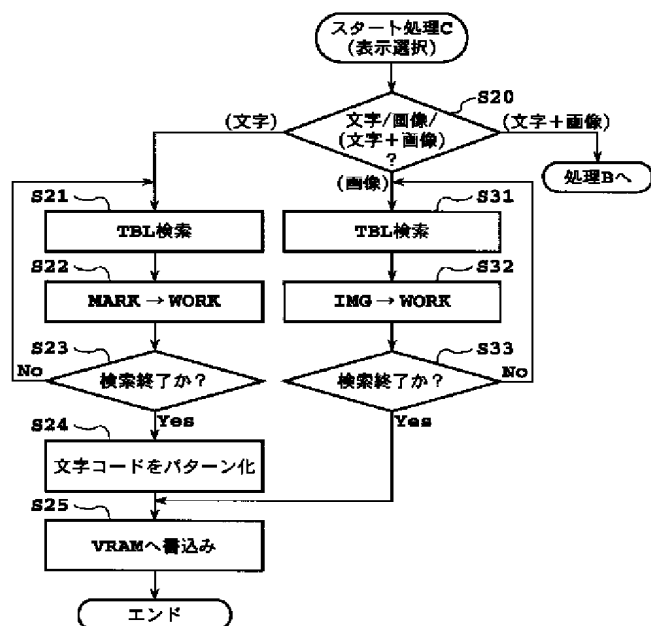 スタート処理C
(表示選択)
S20
文字/画像/
(文字+画像)
?
(文字)
(文字+画像)
処理Bへ
(画像)
S21
TBL検索
S31
TBL検索
S22
MARK→WORK
S32
IMG→WORK
S23
検索終了か?
No
Yes
S33
検索終了か?
No
Yes
S24
文字コードをパターン化
S25
VRAMへ書込み
エンド